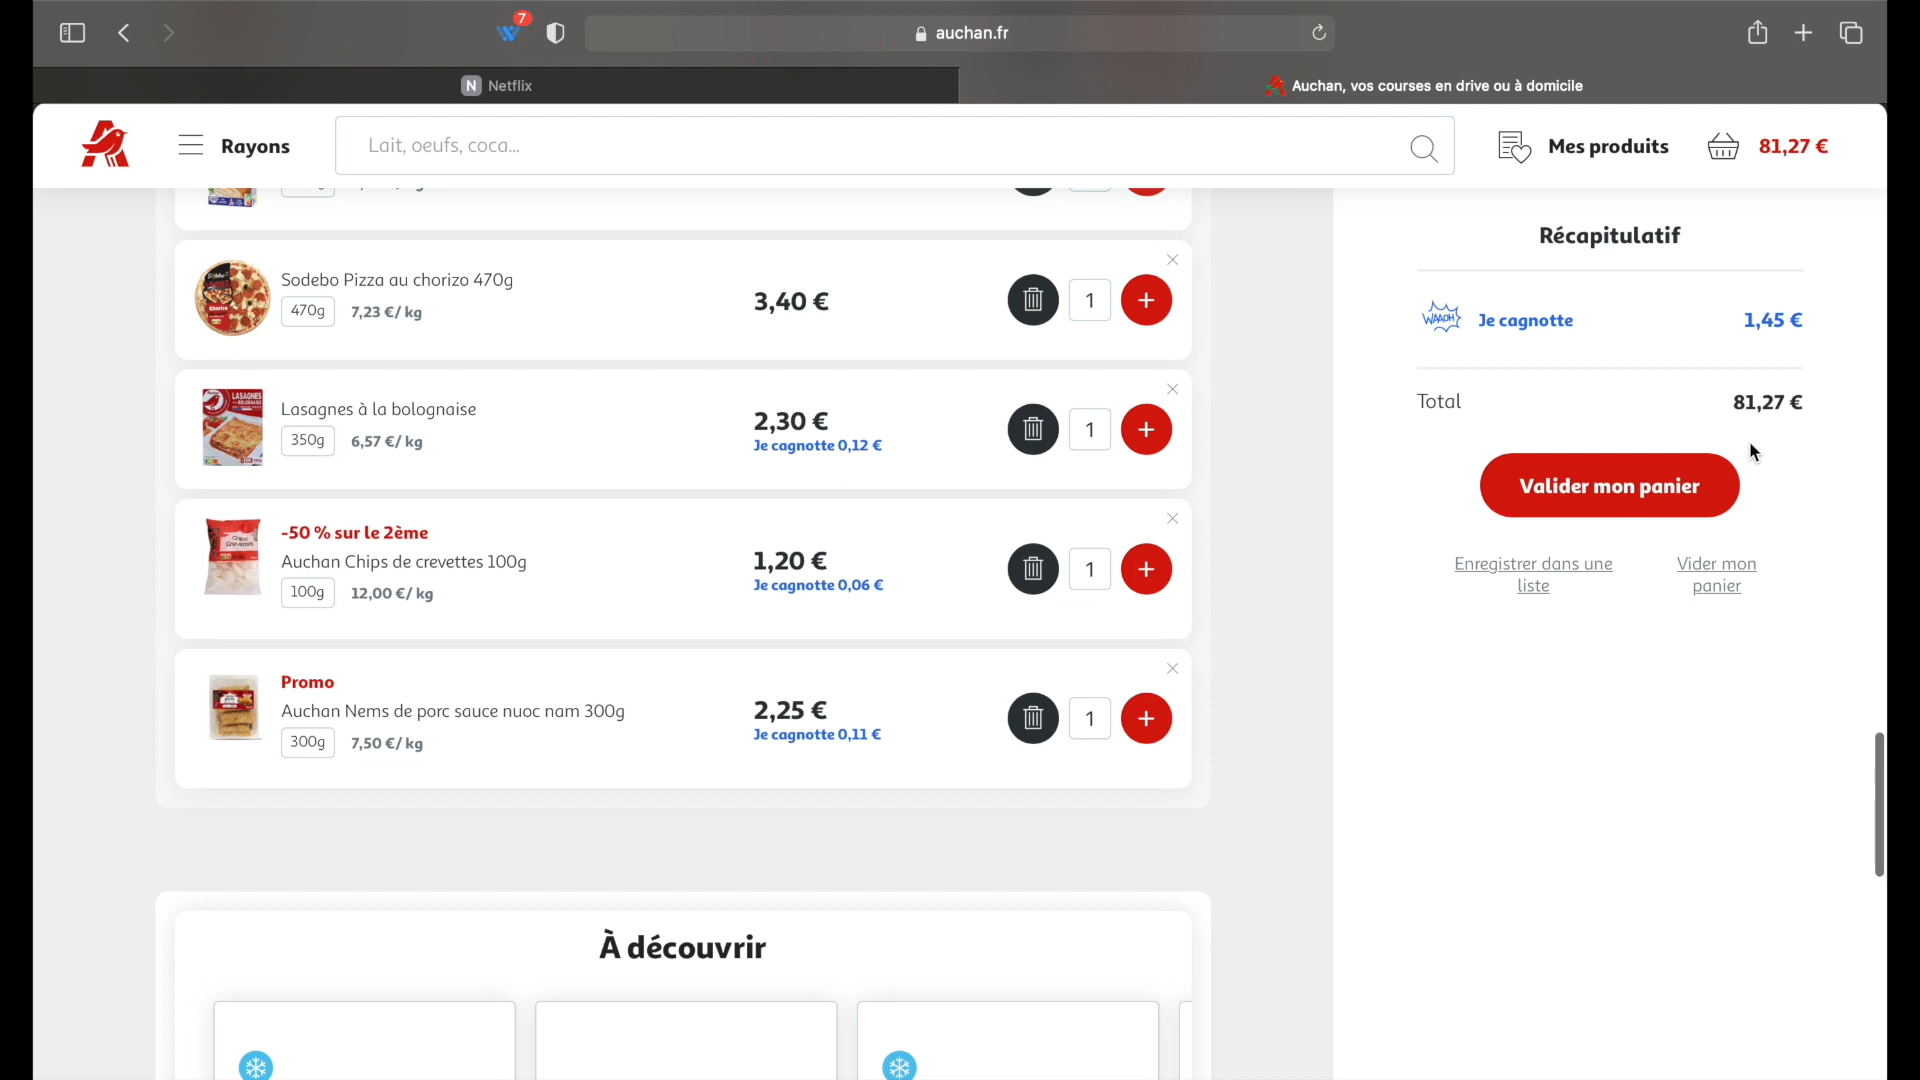 7
auchan.fr
N Netflix
Auchan, vos courses en drive ou à domicile
Rayons
Lait, oeufs, coca...
Mes produits
81,27 €
Sodebo Pizza au chorizo 470g
470g
7,23 €/ kg
3,40 €
1
LASAGNES
Lasagnes à la bolognaise
350g
6,57 €/ kg
2,30 €
Je cagnotte 0,12 €
1
-50 % sur le 2ème
Auchan Chips de crevettes 100g
100g
12,00 €/ kg
1,20 €
Je cagnotte 0,06 €
1
Promo
Auchan Nems de porc sauce nuoc nam 300g
300g
7,50 €/ kg
2,25 €
Je cagnotte 0,11 €
1
À découvrir
Récapitulatif
WAAOH
Je cagnotte
1,45 €
Total
81,27 €
Valider mon panier
Enregistrer dans une
liste
Vider mon
panier